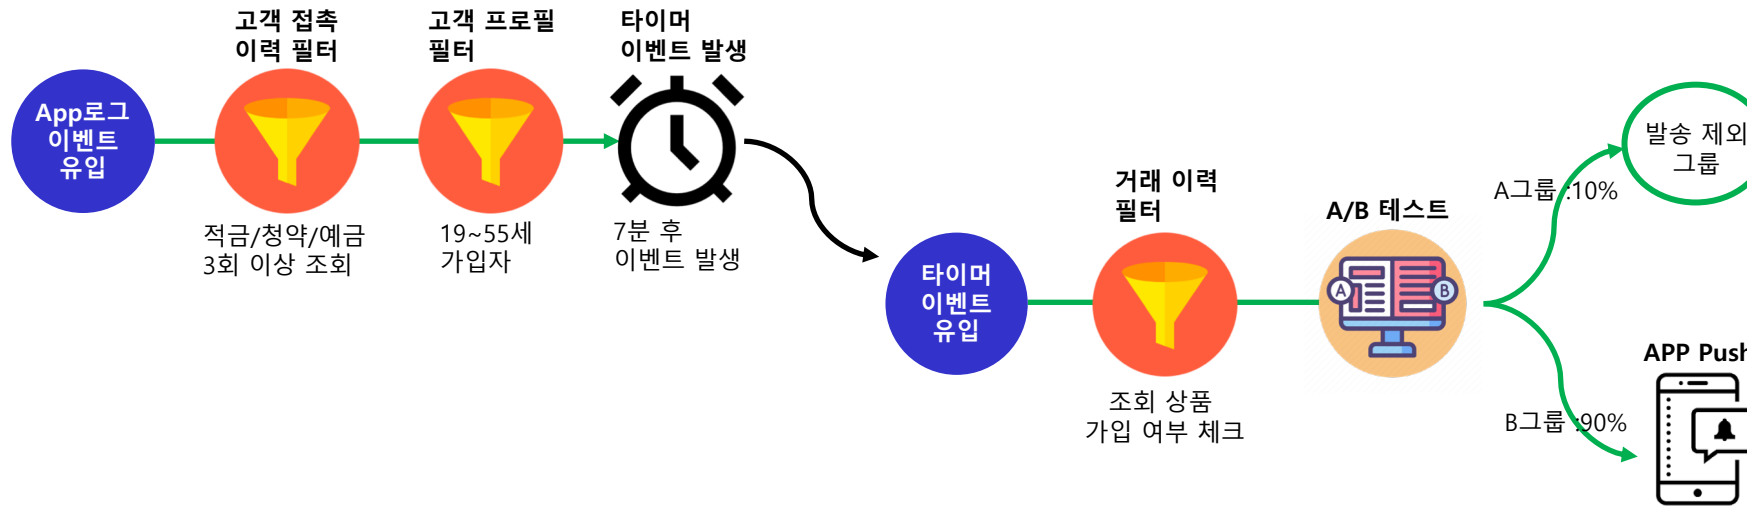 고객 접촉
이력 필터
고객 프로필
필터
타이머
이벤트 발생
App로그
이벤트
유입
적금/청약/예금
3회 이상 조회
19~55세
가입자
7분 후
이벤트 발생
타이머
이벤트
유입
거래 이력
필터
조회 상품
가입 여부 체크
A/B 테스트
A
B
A그룹 :10%
발송 제외
그룹
B그룹 :90%
APP Push